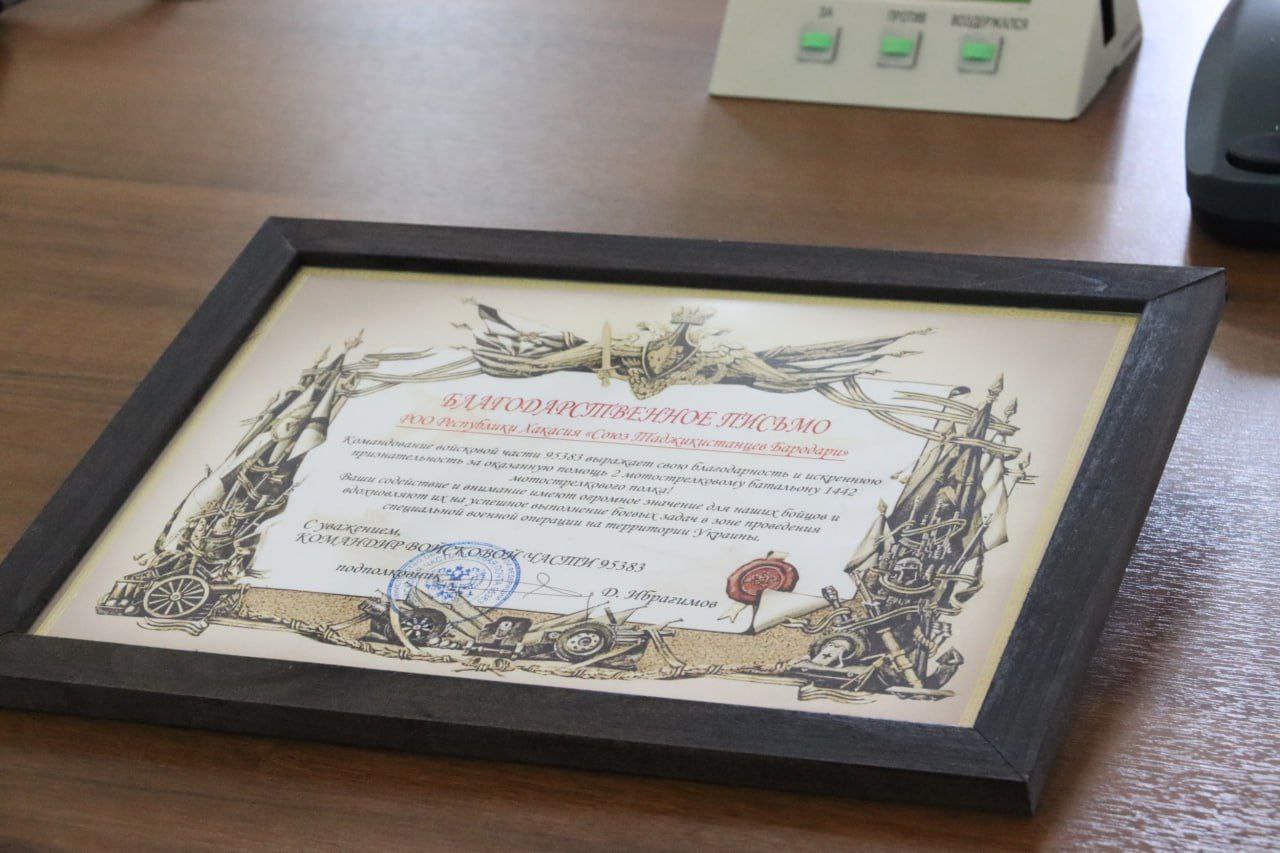 ЗА ПРОТИВ ВОЗДЕРЖАЛСЯ
БЛАГОДАРСТВЕННОЕ ПИСЬМО
РОО Республики Хакасия «Союз Таджикистанцев Бародари»
Командование войсковой части 95383 выражает свою благодарность и искреннюю
признательность за оказанную помощь 2 мотострелковому батальону 1442
мотострелкового полка!
Ваши содействие и внимание имеют огромное значение для наших бойцов и
вдохновляют их на успешное выполнение боевых задач в зоне проведения
специальной военной операции на территории Украины.
С уважением,
КОМАНДИР ВОЙСКОВОЙ ЧАСТИ 95383
подполковник Д. Ибрагимов